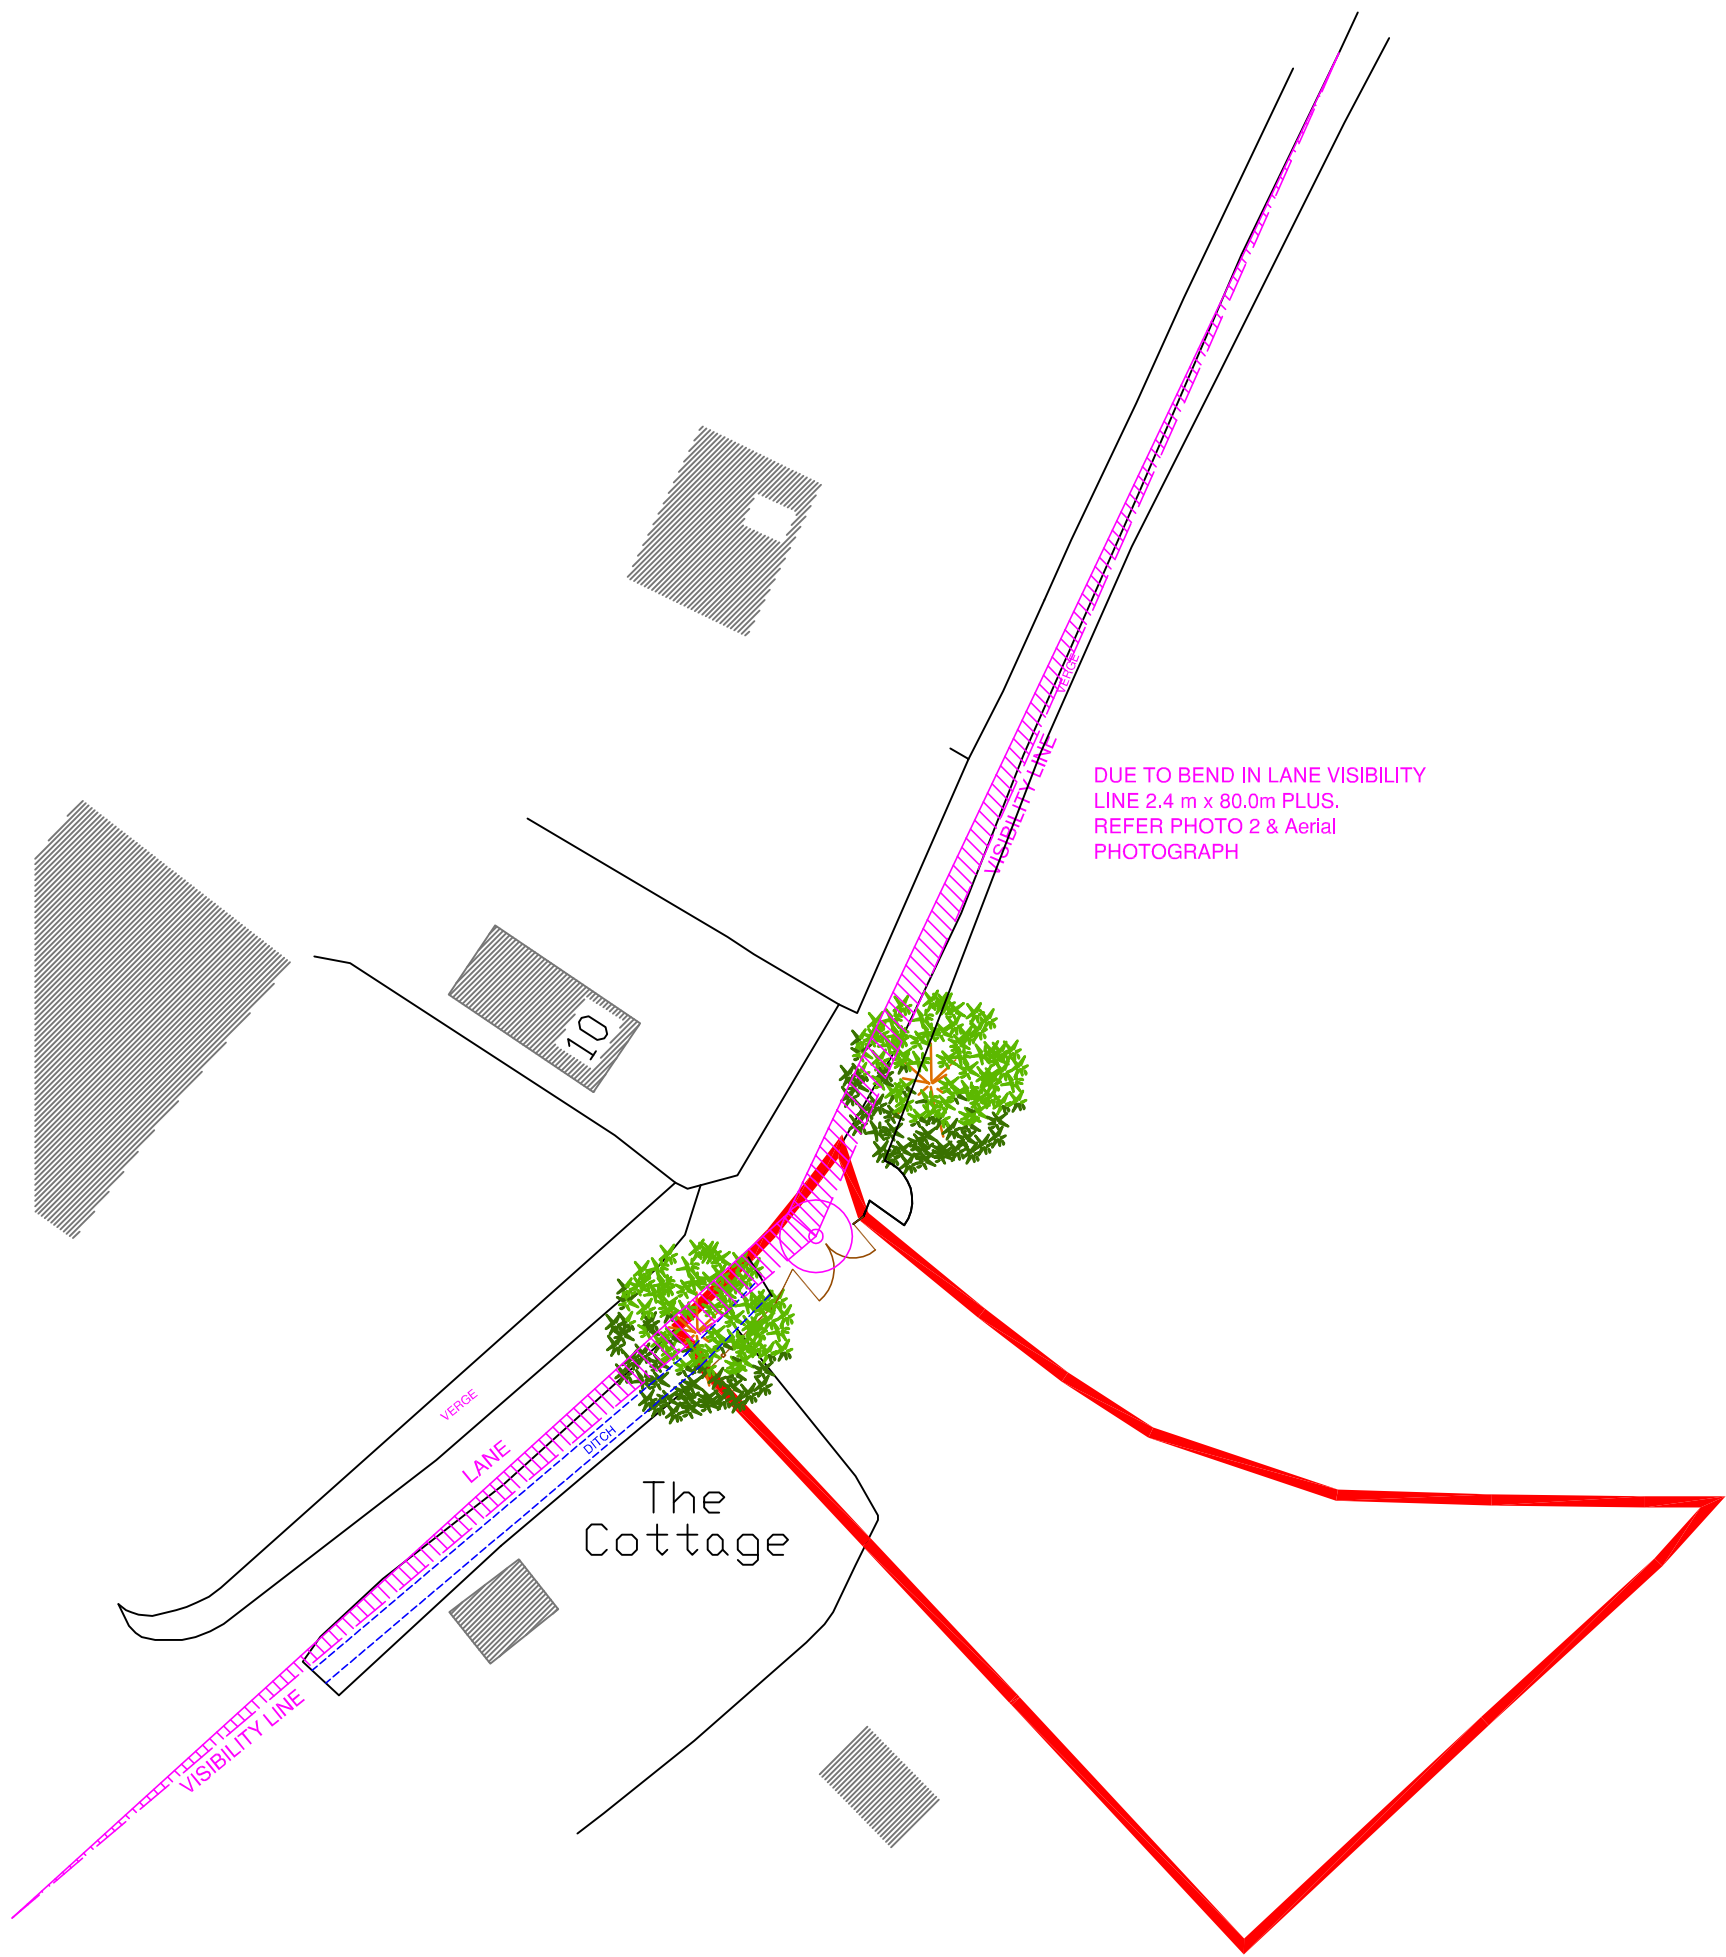 VERGE
VISIBILITY LINE
DUE TO BEND IN LANE VISIBILITY
LINE 2.4 m x 80.0m PLUS.
REFER PHOTO 2 & Aerial
PHOTOGRAPH
10
VERGE
LANE
DITCH
The
Cottage
VISIBILITY LINE